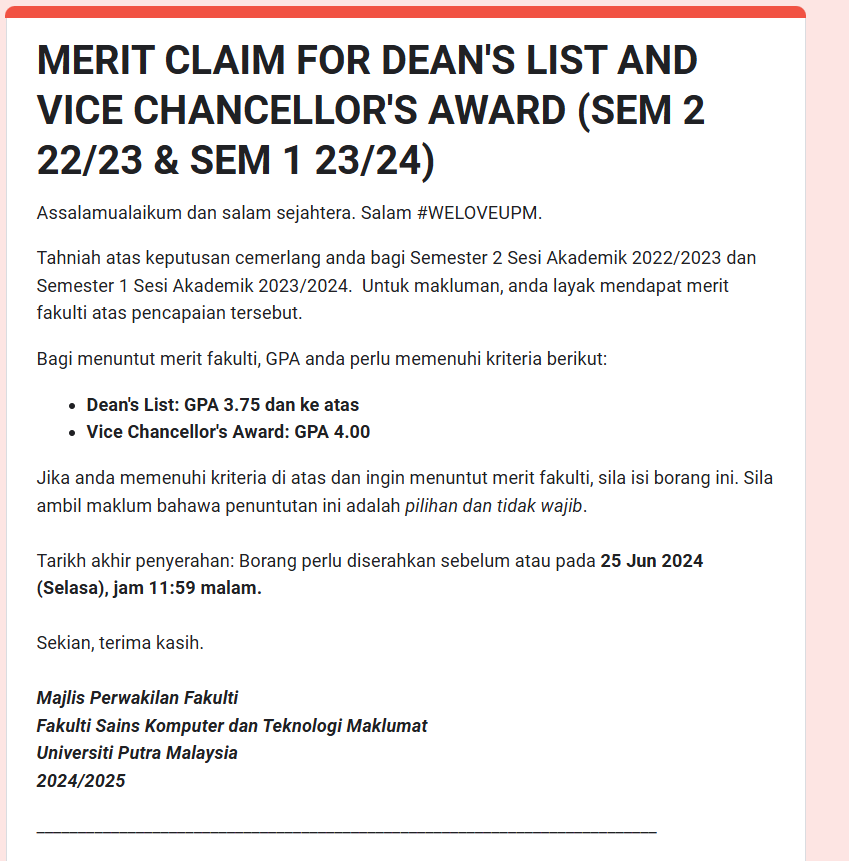 MERIT CLAIM FOR DEAN'S LIST AND
VICE CHANCELLOR'S AWARD (SEM 2
22/23 & SEM 1 23/24)
Assalamualaikum dan salam sejahtera. Salam #WELOVEUPM.
Tahniah atas keputusan cemerlang anda bagi Semester 2 Sesi Akademik 2022/2023 dan
Semester 1 Sesi Akademik 2023/2024.  Untuk makluman, anda layak mendapat merit
fakulti atas pencapaian tersebut.
Bagi menuntut merit fakulti, GPA anda perlu memenuhi kriteria berikut:
• Dean's List: GPA 3.75 dan ke atas
• Vice Chancellor's Award: GPA 4.00
Jika anda memenuhi kriteria di atas dan ingin menuntut merit fakulti, sila isi borang ini. Sila
ambil maklum bahawa penuntutan ini adalah pilihan dan tidak wajib.
Tarikh akhir penyerahan: Borang perlu diserahkan sebelum atau pada 25 Jun 2024
(Selasa), jam 11:59 malam.
Sekian, terima kasih.
Majlis Perwakilan Fakulti
Fakulti Sains Komputer dan Teknologi Maklumat
Universiti Putra Malaysia
2024/2025